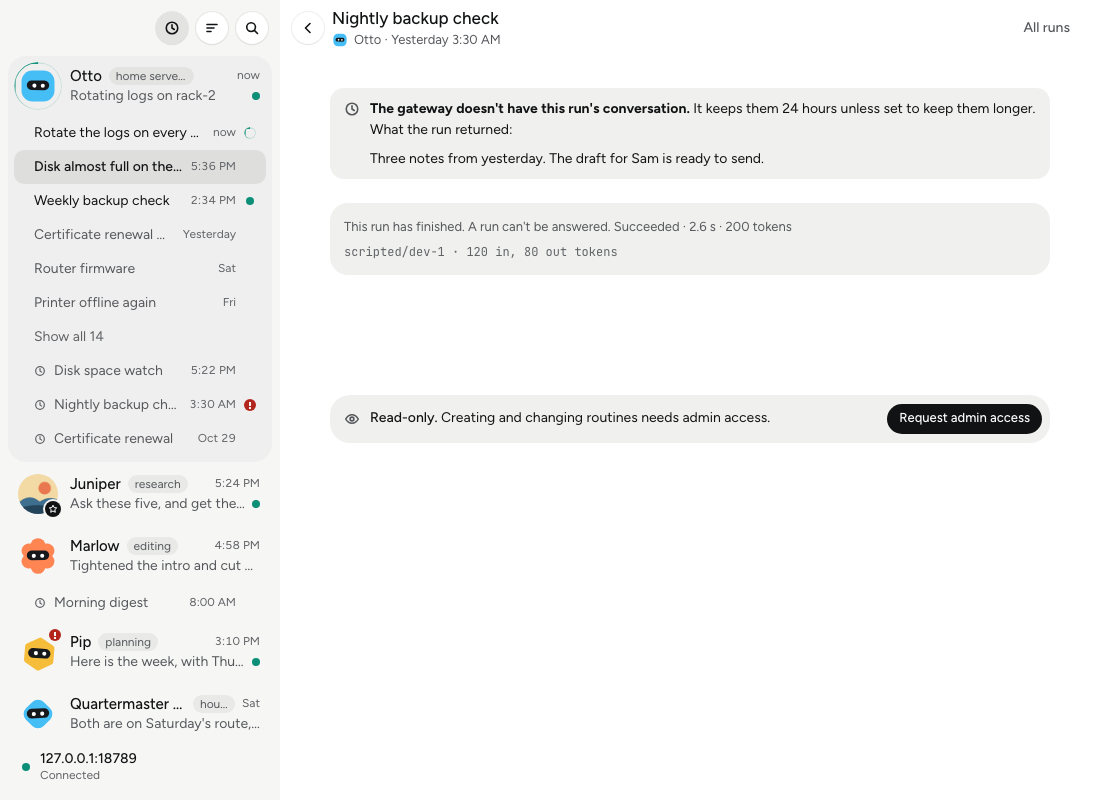 Otto home serve... now
Rotating logs on rack-2
Rotate the logs on every ... now
Disk almost full on the... 5:36 PM
Weekly backup check 2:34 PM
Certificate renewal ... Yesterday
Router firmware Sat
Printer offline again Fri
Show all 14
Disk space watch 5:22 PM
Nightly backup ch... 3:30 AM
Certificate renewal Oct 29
Juniper research 5:24 PM
Ask these five, and get the...
Marlow editing 4:58 PM
Tightened the intro and cut ...
Morning digest 8:00 AM
Pip planning 3:10 PM
Here is the week, with Thu...
Quartermaster ... hou... Sat
Both are on Saturday's route,...
127.0.0.1:18789
Connected
Nightly backup check
Otto · Yesterday 3:30 AM
All runs
The gateway doesn't have this run's conversation. It keeps them 24 hours unless set to keep them longer.
What the run returned:
Three notes from yesterday. The draft for Sam is ready to send.
This run has finished. A run can't be answered. Succeeded · 2.6 s · 200 tokens
scripted/dev-1 · 120 in, 80 out tokens
Read-only. Creating and changing routines needs admin access.
Request admin access